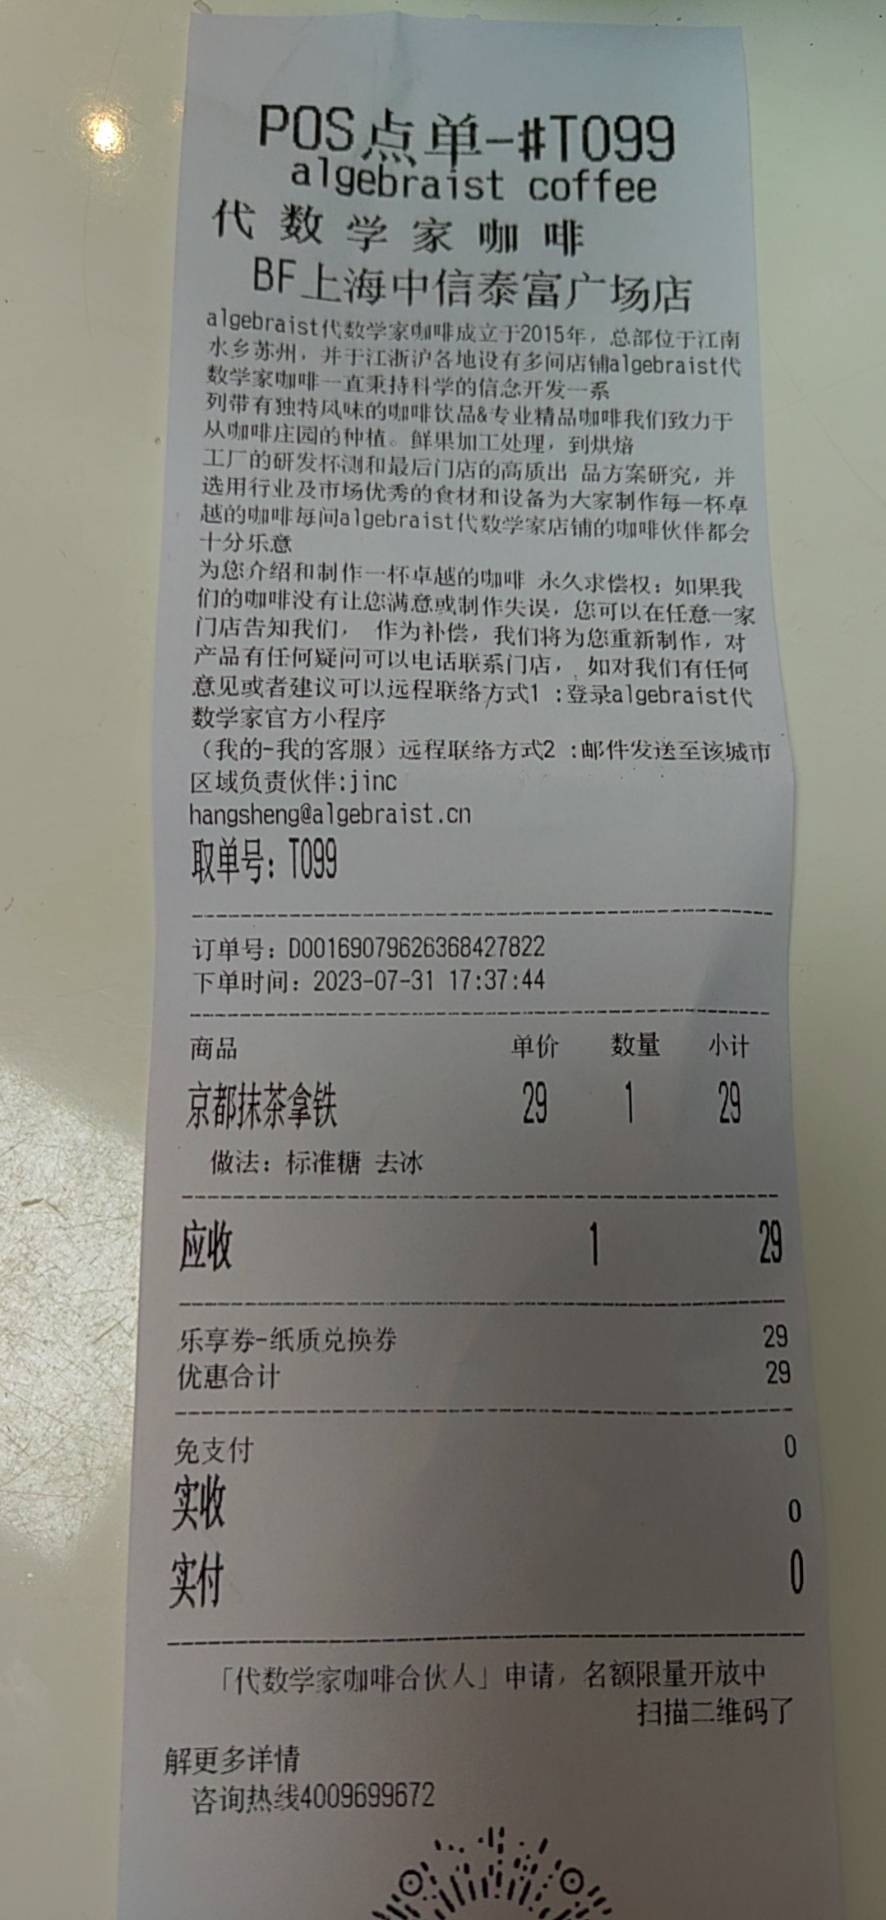 POS点单-#T099
algebraist coffee
代数学家咖啡
BF上海中信泰富广场店
algebraist代数学家咖啡成立于2015年，总部位于江南
水乡苏州，并于江浙沪各地设有多间店铺algebraist代
数学家咖啡一直秉持科学的信念开发一系
列带有独特风味的咖啡饮品&专业精品咖啡我们致力于
从咖啡庄园的种植。鲜果加工处理，到烘焙
工厂的研发杯测和最后门店的高质出 品方案研究，并
选用行业及市场优秀的食材和设备为大家制作每一杯卓
越的咖啡每间algebraist代数学家店铺的咖啡伙伴都会
十分乐意
为您介绍和制作一杯卓越的咖啡 永久求偿权：如果我
们的咖啡没有让您满意或制作失误，您可以在任意一家
门店告知我们， 作为补偿，我们将为您重新制作，对
产品有任何疑问可以电话联系门店， 如对我们有任何
意见或者建议可以远程联络方式1 :登录algebraist代
数学家官方小程序
（我的-我的客服）远程联络方式2 :邮件发送至该城市
区域负责伙伴:jinc
hangsheng@algebraist.cn
取单号：T099
订单号：D00169079626368427822
下单时间：2023-07-31 17:37:44
商品 单价 数量 小计
京都抹茶拿铁 29 1 29
做法：标准糖 去冰
应收 1 29
乐享券-纸质兑换券 29
优惠合计 29
免支付 0
实收 0
实付 0
「代数学家咖啡合伙人」申请，名额限量开放中
扫描二维码了
解更多详情
咨询热线4009699672